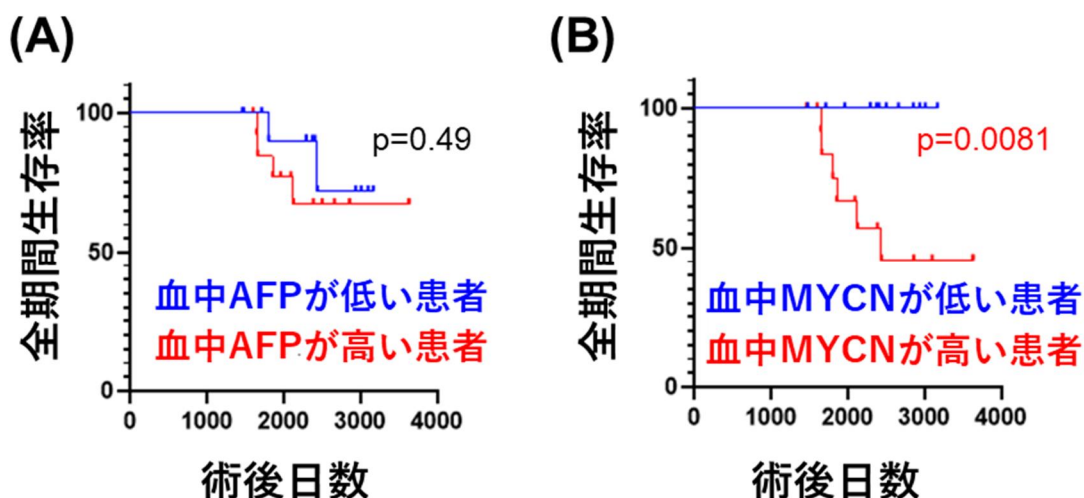 (A)
全期間生存率
100
50
0
p=0.49
血中AFPが低い患者
血中AFPが高い患者
0 1000 2000 3000 4000
術後日数
(B)
全期間生存率
100
50
0
p=0.0081
血中MYCNが低い患者
血中MYCNが高い患者
0 1000 2000 3000 4000
術後日数